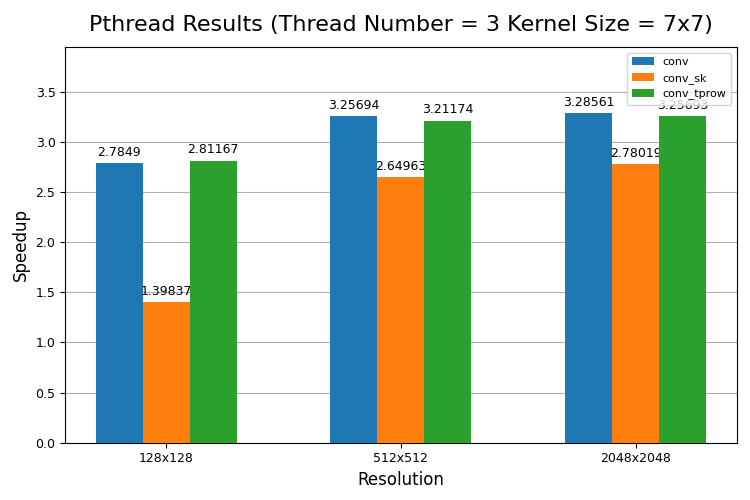 Pthread Results (Thread Number = 3 Kernel Size = 7x7)
conv
conv_sk
conv_tprow
3.5
3.0
2.5
2.0
1.5
1.0
0.5
0.0
Speedup
2.7849
1.39837
2.81167
3.25694
2.64963
3.21174
3.28561
2.78019
3.25693
128x128
512x512
2048x2048
Resolution